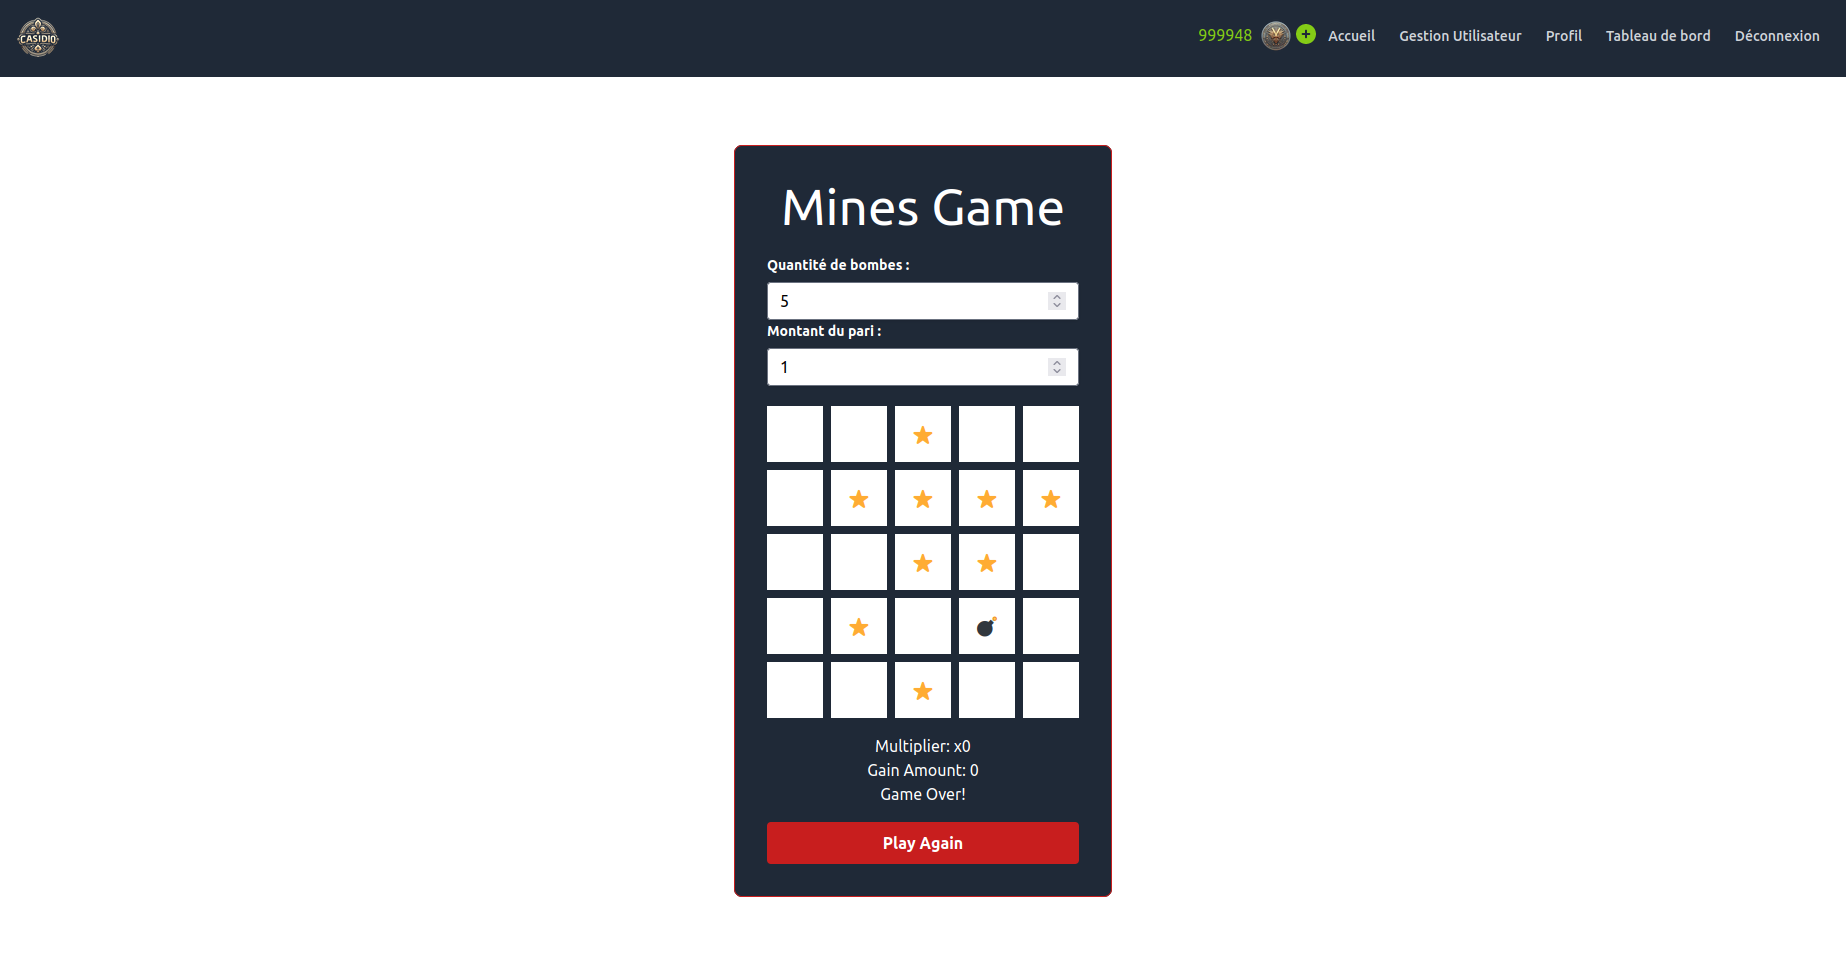 CASIDIO
999948 Accueil Gestion Utilisateur Profil Tableau de bord Déconnexion
Mines Game
Quantité de bombes :
5
Montant du pari :
1
Multiplier: x0
Gain Amount: 0
Game Over!
Play Again